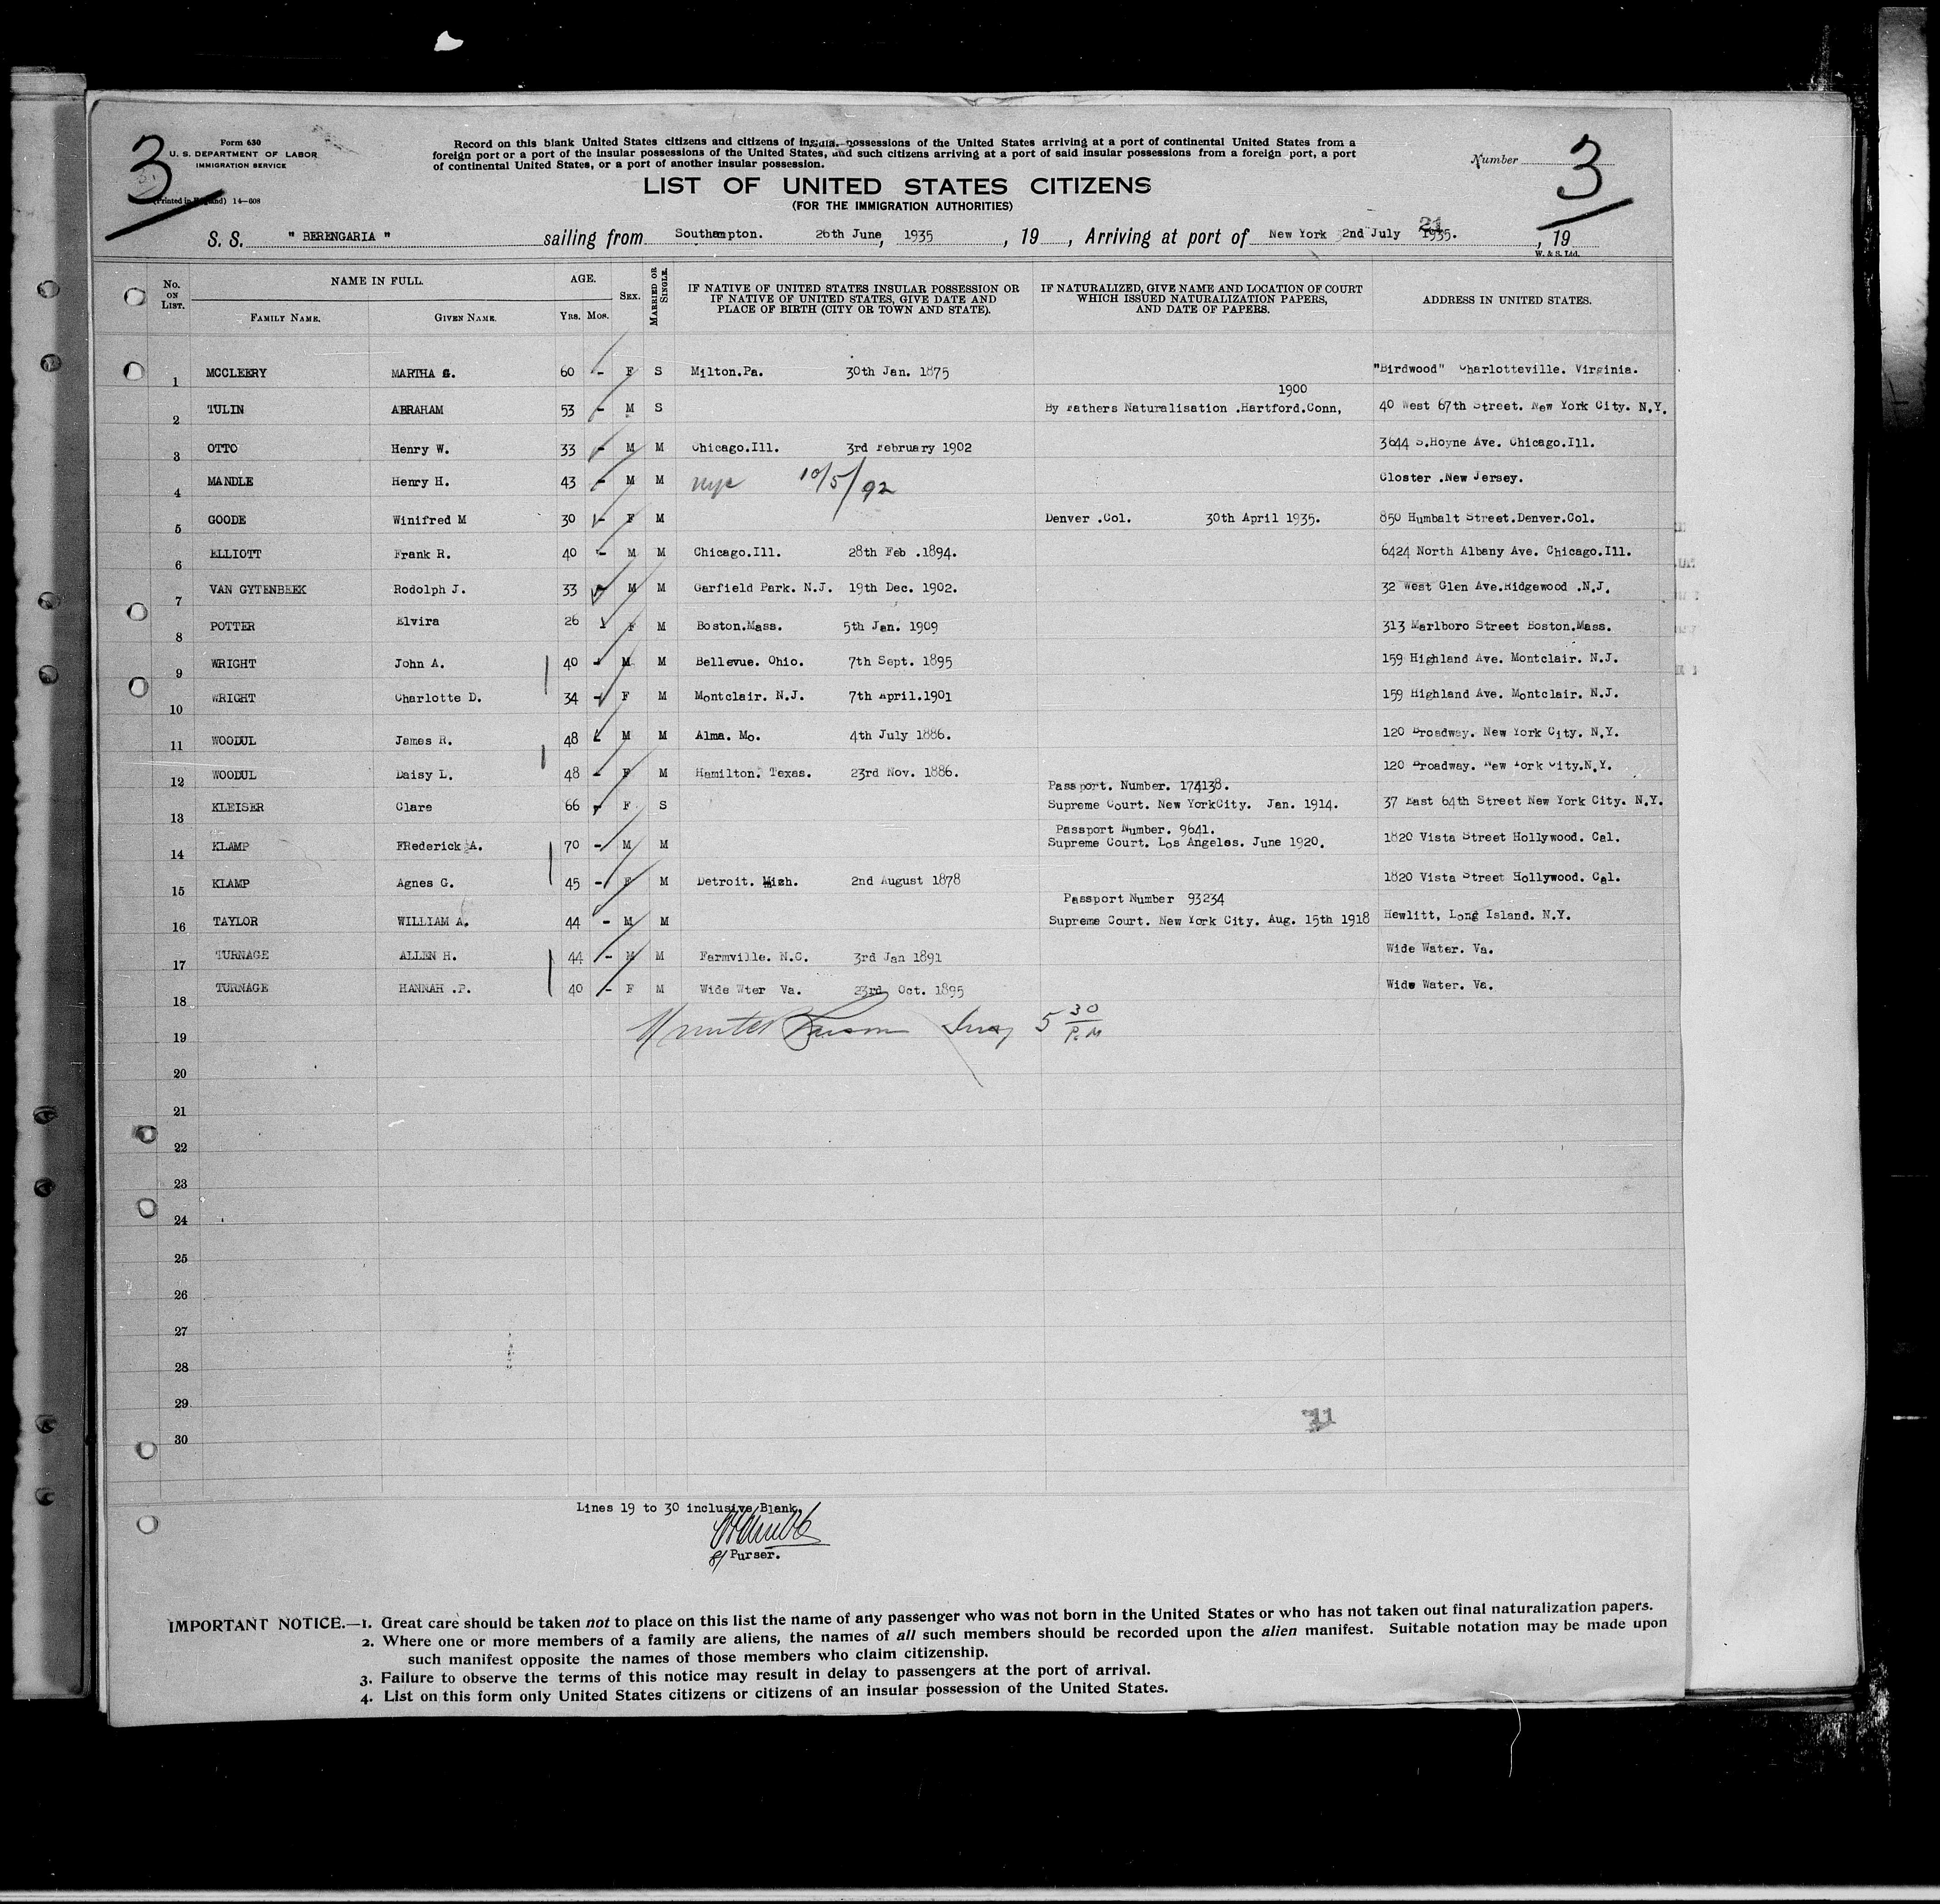 3
Form 630
U. S. DEPARTMENT OF LABOR
IMMIGRATION SERVICE
(Printed in England) 14—608
Record on this blank United States citizens and citizens of insular possessions of the United States arriving at a port of continental United States from a
foreign port or a port of the insular possessions of the United States, and such citizens arriving at a port of said insular possessions from a foreign port, a port
of continental United States, or a port of another insular possession.
Number 3
LIST OF UNITED STATES CITIZENS
(FOR THE IMMIGRATION AUTHORITIES)
21
S. S. " BERENGARIA " sailing from Southampton. 26th June, 1935, 19 , Arriving at port of New York 2nd July 1935. , 19
W. & S. Ltd.
No. ON LIST. NAME IN FULL. AGE. SEX. MARRIED OR SINGLE. IF NATIVE OF UNITED STATES INSULAR POSSESSION OR IF NATIVE OF UNITED STATES, GIVE DATE AND PLACE OF BIRTH (CITY OR TOWN AND STATE). IF NATURALIZED, GIVE NAME AND LOCATION OF COURT WHICH ISSUED NATURALIZATION PAPERS, AND DATE OF PAPERS. ADDRESS IN UNITED STATES.
FAMILY NAME. GIVEN NAME. Yrs. Mos.
1 MCCLEERY MARTHA G. 60 - F S Milton.Pa. 30th Jan. 1875 "Birdwood" Charlotteville. Virginia.
1900
2 TULIN ABRAHAM 53 - M S By Fathers Naturalisation .Hartford.Conn, 40 West 67th Street. New York City. N.Y.
3 OTTO Henry W. 33 - M M Chicago.Ill. 3rd February 1902 3644 S.Hoyne Ave. Chicago.Ill.
4 MANDLE Henry H. 43 - M M nyc 10/5/92 Closter .New Jersey.
5 GOODE Winifred M 30 - F M Denver .Col. 30th April 1935. 850 Humbalt Street.Denver.Col.
6 ELLIOTT Frank R. 40 - M M Chicago.Ill. 28th Feb .1894. 6424 North Albany Ave. Chicago.Ill.
7 VAN GYTENBEEK Rodolph J. 33 - M M Garfield Park. N.J. 19th Dec. 1902. 32 West Glen Ave.Ridgewood .N.J.
8 POTTER Elvira 26 F M Boston.Mass. 5th Jan. 1909 313 Marlboro Street Boston.Mass.
9 WRIGHT John A. 40 - M M Bellevue. Ohio. 7th Sept. 1895 159 Highland Ave. Montclair. N.J.
10 WRIGHT Charlotte D. 34 - F M Montclair. N.J. 7th April.1901 159 Highland Ave. Montclair. N.J.
11 WOODUL James R. 48 - M M Alma. Mo. 4th July 1886. 120 Broadway. New York City. N.Y.
12 WOODUL Daisy L. 48 - F M Hamilton. Texas. 23rd Nov. 1886. 120 Broadway. New York City.N.Y.
Passport. Number. 174138.
13 KLEISER Clare 66 - F S Supreme Court. New YorkCity. Jan. 1914. 37 East 64th Street New York City. N.Y.
Passport Number. 9641.
14 KLAMP FRederick A. 70 - M M Supreme Court. Los Angeles. June 1920. 1820 Vista Street Hollywood. Cal.
15 KLAMP Agnes G. 45 - F M Detroit. Mich. 2nd August 1878 1820 Vista Street Hollywood. Cal.
Passport Number 93234
16 TAYLOR WILLIAM A. 44 - M M Supreme Court. New York City. Aug. 15th 1918 Hewlitt, Long Island. N.Y.
17 TURNAGE ALLEN H. 44 - M M Farmville. N.C. 3rd Jan 1891 Wide Water. Va.
18 TURNAGE HANNAH .P. 40 - F M Wide Wter Va. 23rd Oct. 1895 Wide Water. Va.
19 5 30 P.M
20
21
22
23
24
25
26
27
28
29
11
30
Lines 19 to 30 inclusive Blank.
Purser.
IMPORTANT NOTICE.—1. Great care should be taken not to place on this list the name of any passenger who was not born in the United States or who has not taken out final naturalization papers.
2. Where one or more members of a family are aliens, the names of all such members should be recorded upon the alien manifest. Suitable notation may be made upon
such manifest opposite the names of those members who claim citizenship.
3. Failure to observe the terms of this notice may result in delay to passengers at the port of arrival.
4. List on this form only United States citizens or citizens of an insular possession of the United States.